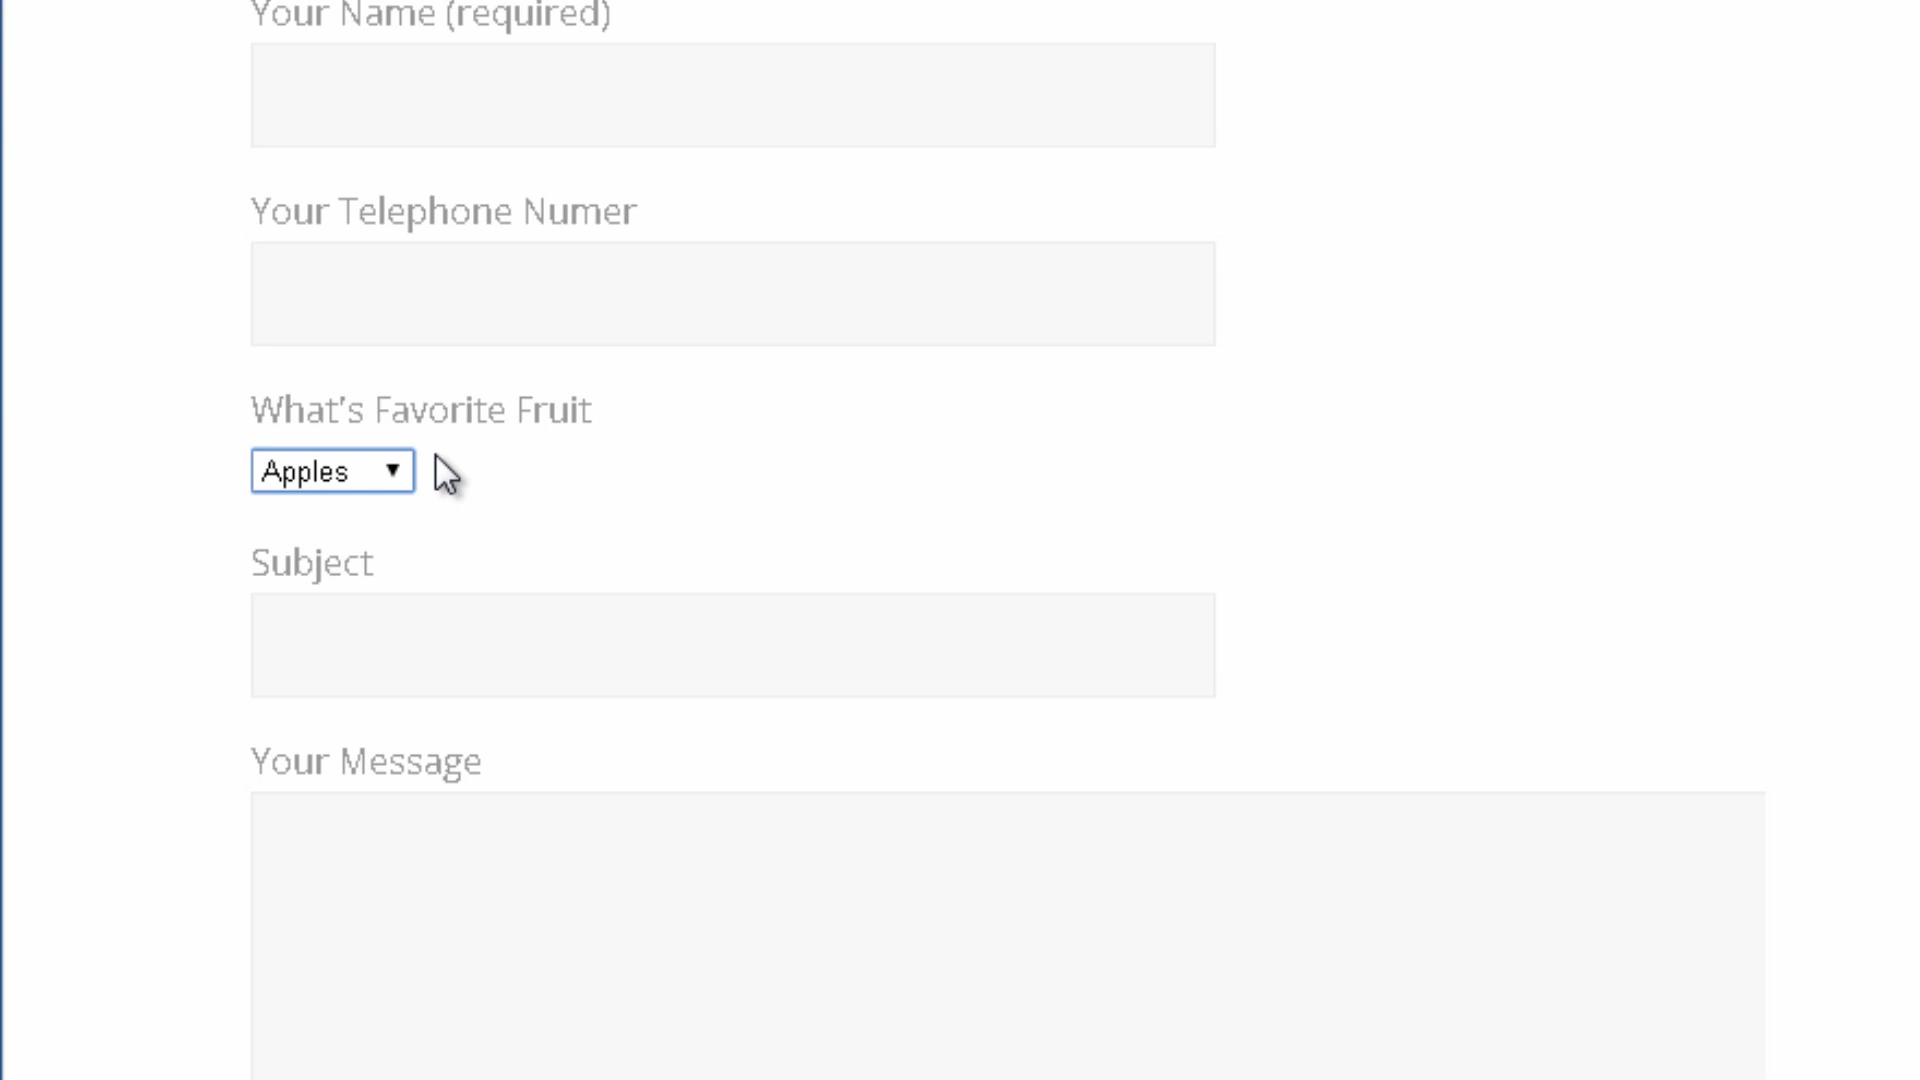 Your Name (required)
Your Telephone Numer
What's Favorite Fruit
Apples
Subject
Your Message